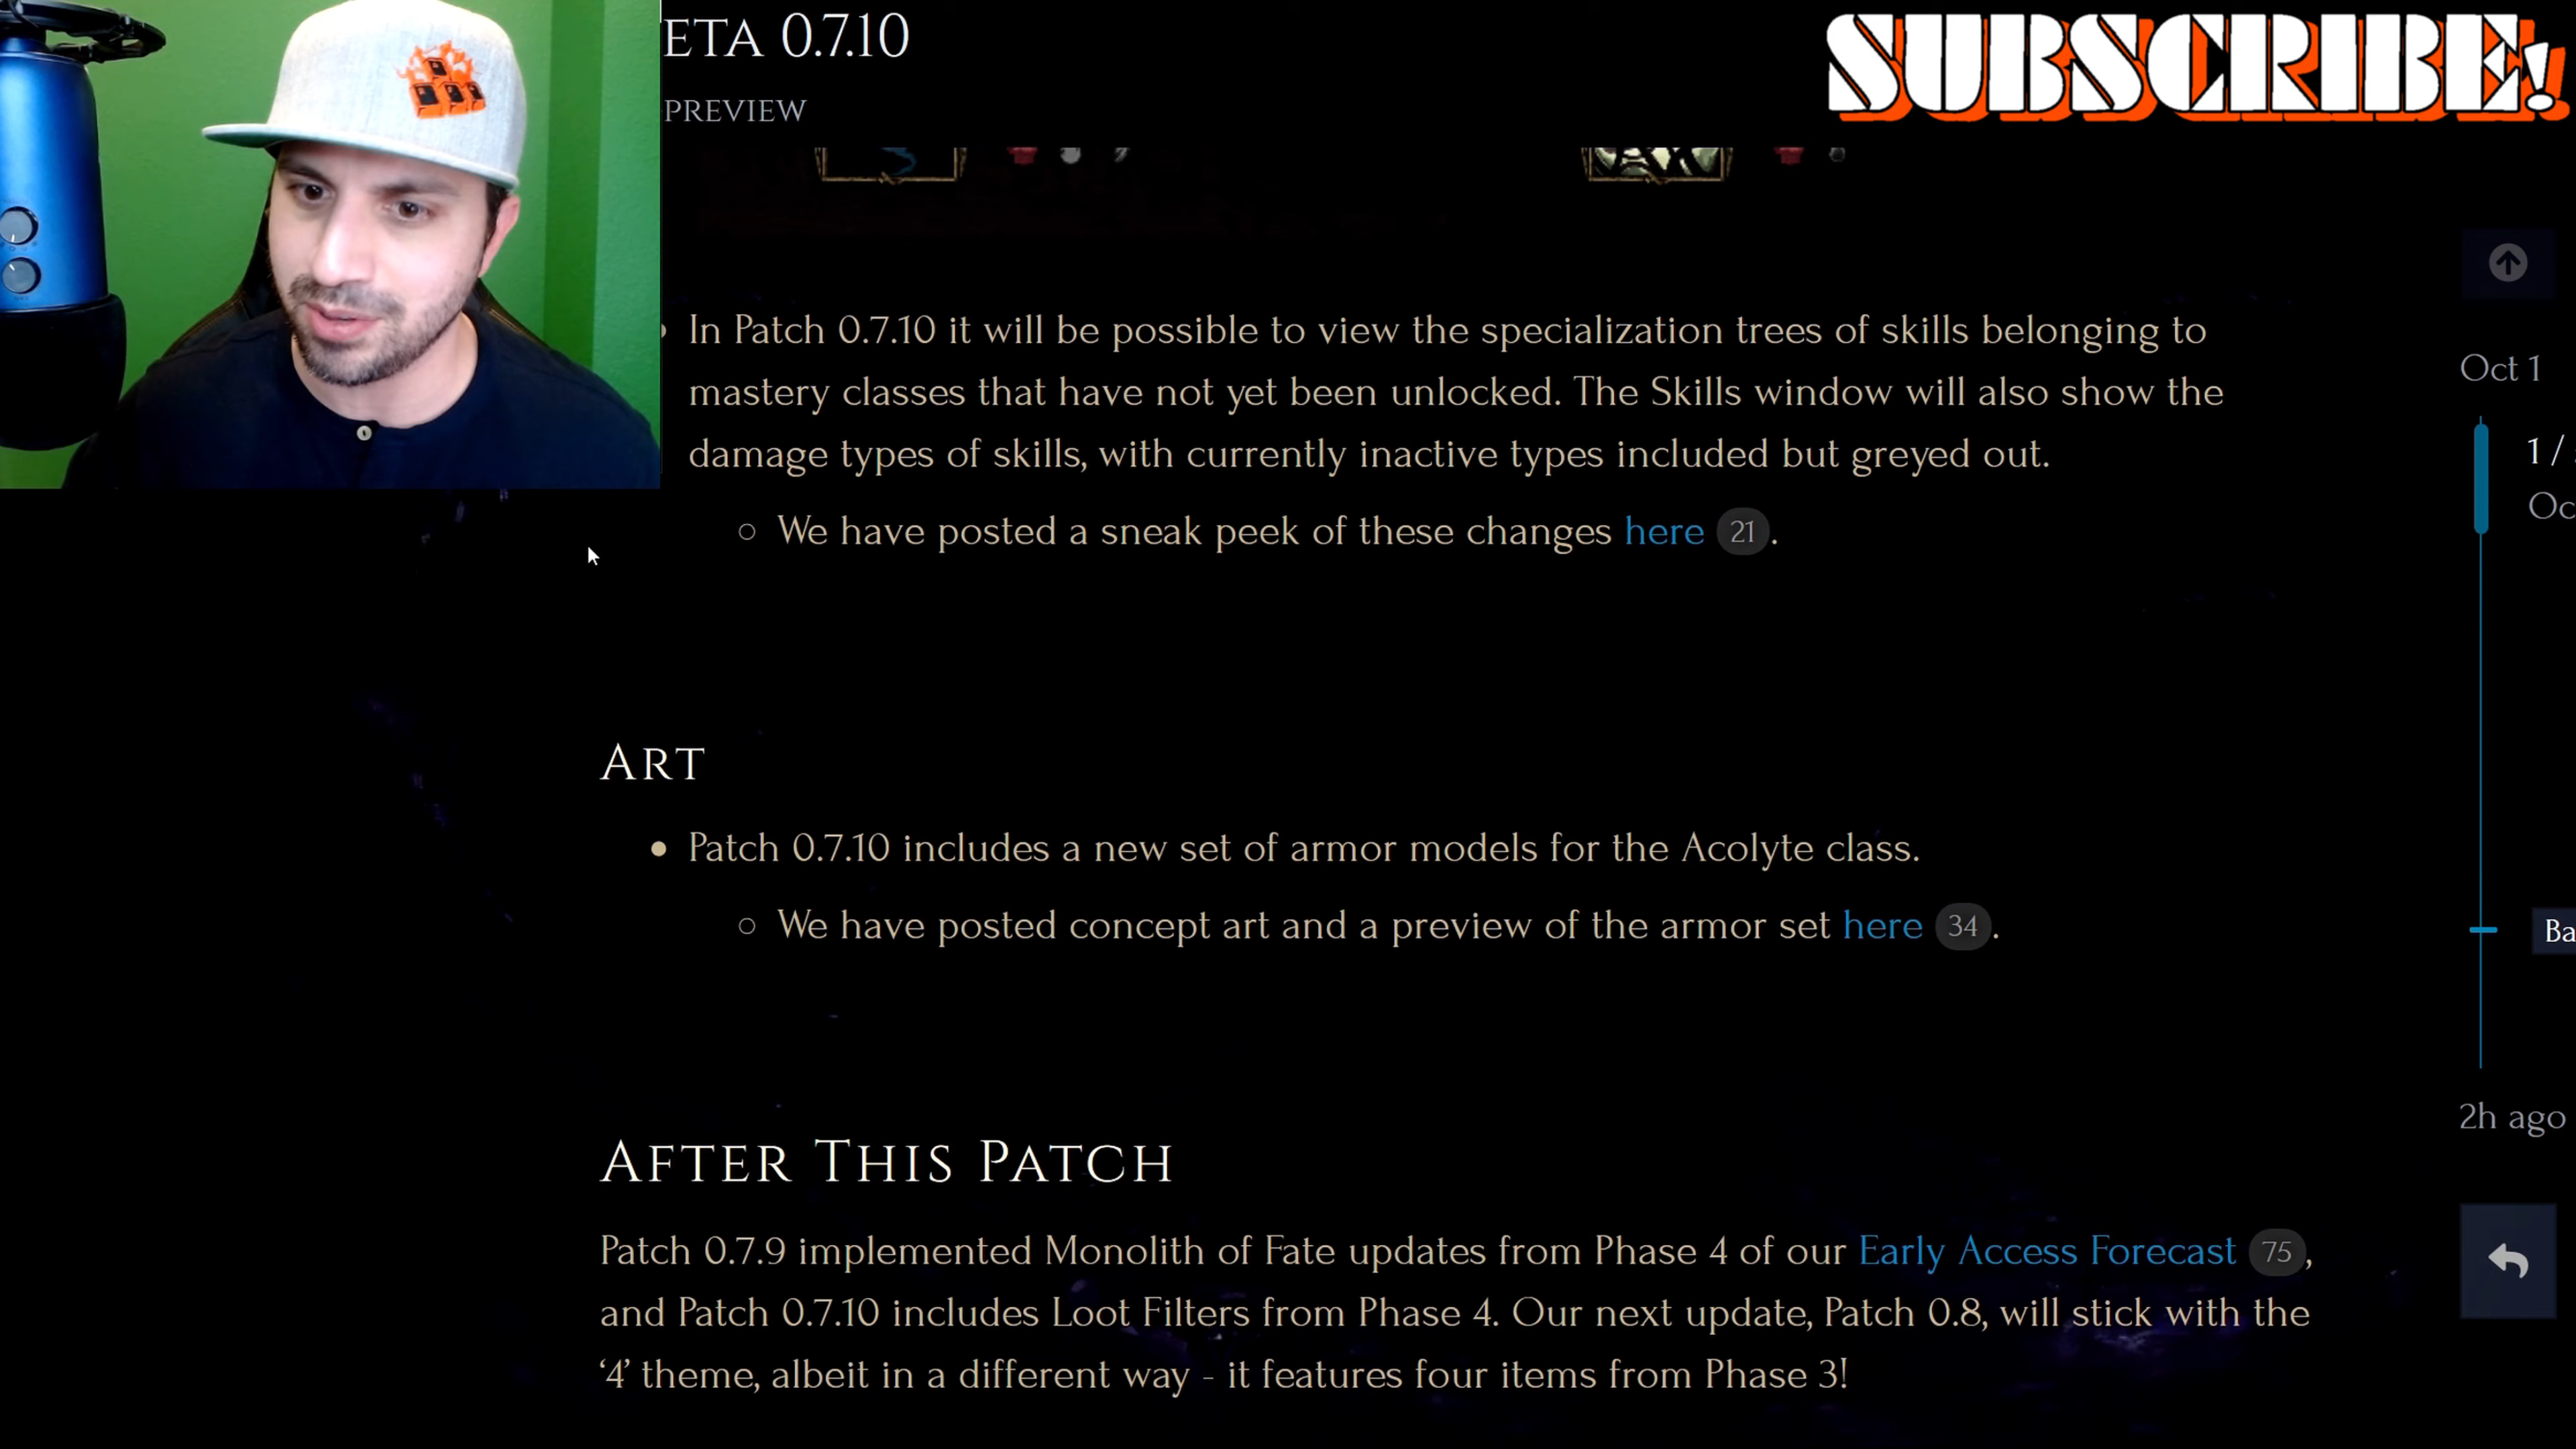 ETA 0.7.10
PREVIEW
SUBSCRIBE!
In Patch 0.7.10 it will be possible to view the specialization trees of skills belonging to
mastery classes that have not yet been unlocked. The Skills window will also show the
damage types of skills, with currently inactive types included but greyed out.
We have posted a sneak peek of these changes here 21.
Oct 1
1 /
Oc
ART
Patch 0.7.10 includes a new set of armor models for the Acolyte class.
We have posted concept art and a preview of the armor set here 34.
Ba
2h ago
AFTER THIS PATCH
Patch 0.7.9 implemented Monolith of Fate updates from Phase 4 of our Early Access Forecast 75,
and Patch 0.7.10 includes Loot Filters from Phase 4. Our next update, Patch 0.8, will stick with the
‘4’ theme, albeit in a different way - it features four items from Phase 3!